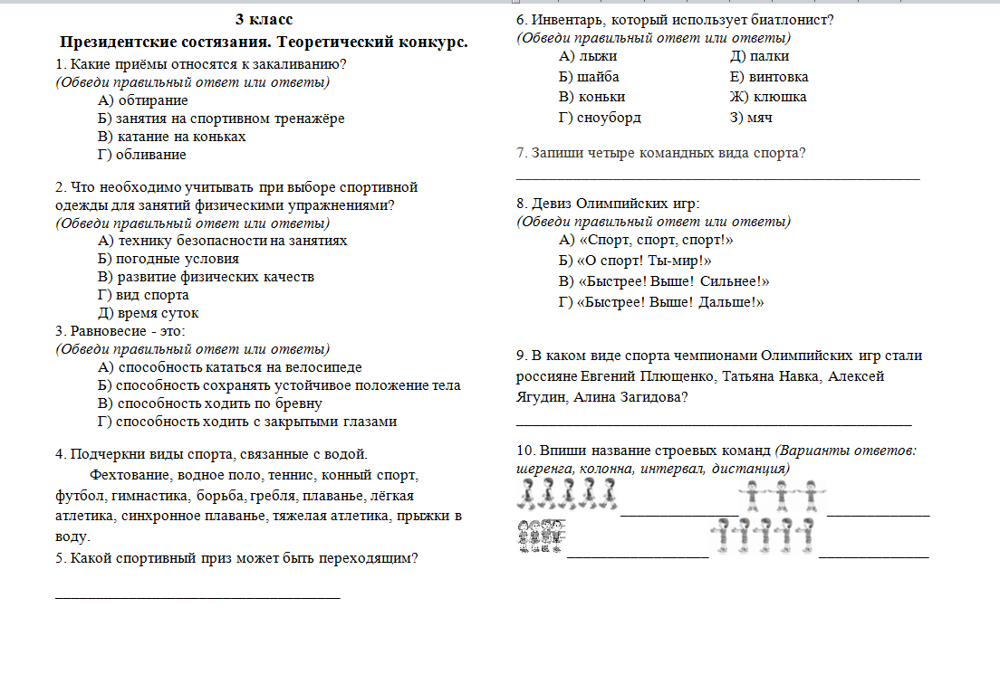 3 класс
Президентские состязания. Теоретический конкурс.
1. Какие приёмы относятся к закаливанию?
(Обведи правильный ответ или ответы)
А) обтирание
Б) занятия на спортивном тренажёре
В) катание на коньках
Г) обливание
2. Что необходимо учитывать при выборе спортивной
одежды для занятий физическими упражнениями?
(Обведи правильный ответ или ответы)
А) технику безопасности на занятиях
Б) погодные условия
В) развитие физических качеств
Г) вид спорта
Д) время суток
3. Равновесие - это:
(Обведи правильный ответ или ответы)
А) способность кататься на велосипеде
Б) способность сохранять устойчивое положение тела
В) способность ходить по бревну
Г) способность ходить с закрытыми глазами
4. Подчеркни виды спорта, связанные с водой.
Фехтование, водное поло, теннис, конный спорт,
футбол, гимнастика, борьба, гребля, плаванье, лёгкая
атлетика, синхронное плаванье, тяжелая атлетика, прыжки в
воду.
5. Какой спортивный приз может быть переходящим?
6. Инвентарь, который использует биатлонист?
(Обведи правильный ответ или ответы)
А) лыжи Д) палки
Б) шайба Е) винтовка
В) коньки Ж) клюшка
Г) сноуборд З) мяч
7. Запиши четыре командных вида спорта?
8. Девиз Олимпийских игр:
(Обведи правильный ответ или ответы)
А) «Спорт, спорт, спорт!»
Б) «О спорт! Ты-мир!»
В) «Быстрее! Выше! Сильнее!»
Г) «Быстрее! Выше! Дальше!»
9. В каком виде спорта чемпионами Олимпийских игр стали
россияне Евгений Плющенко, Татьяна Навка, Алексей
Ягудин, Алина Загидова?
10. Впиши название строевых команд (Варианты ответов:
шеренга, колонна, интервал, дистанция)